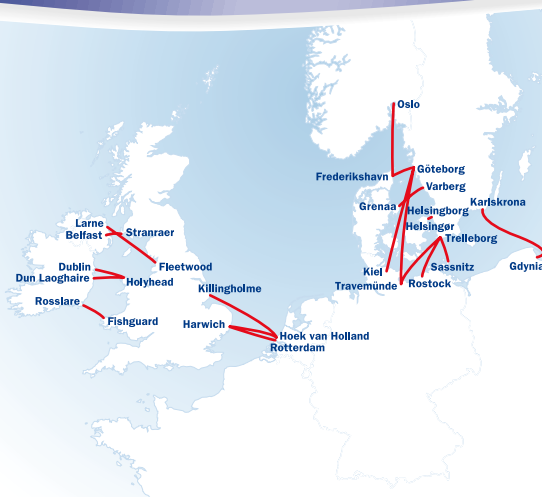 Oslo
Frederikshavn
Göteborg
Varberg
Grenaa
Helsingborg
Karlskrona
Helsingør
Trelleborg
Larne
Belfast
Stranraer
Dublin
Dun Laoghaire
Fleetwood
Holyhead
Killingholme
Kiel
Travemünde
Sassnitz
Rostock
Gdynia
Rosslare
Fishguard
Harwich
Hoek van Holland
Rotterdam